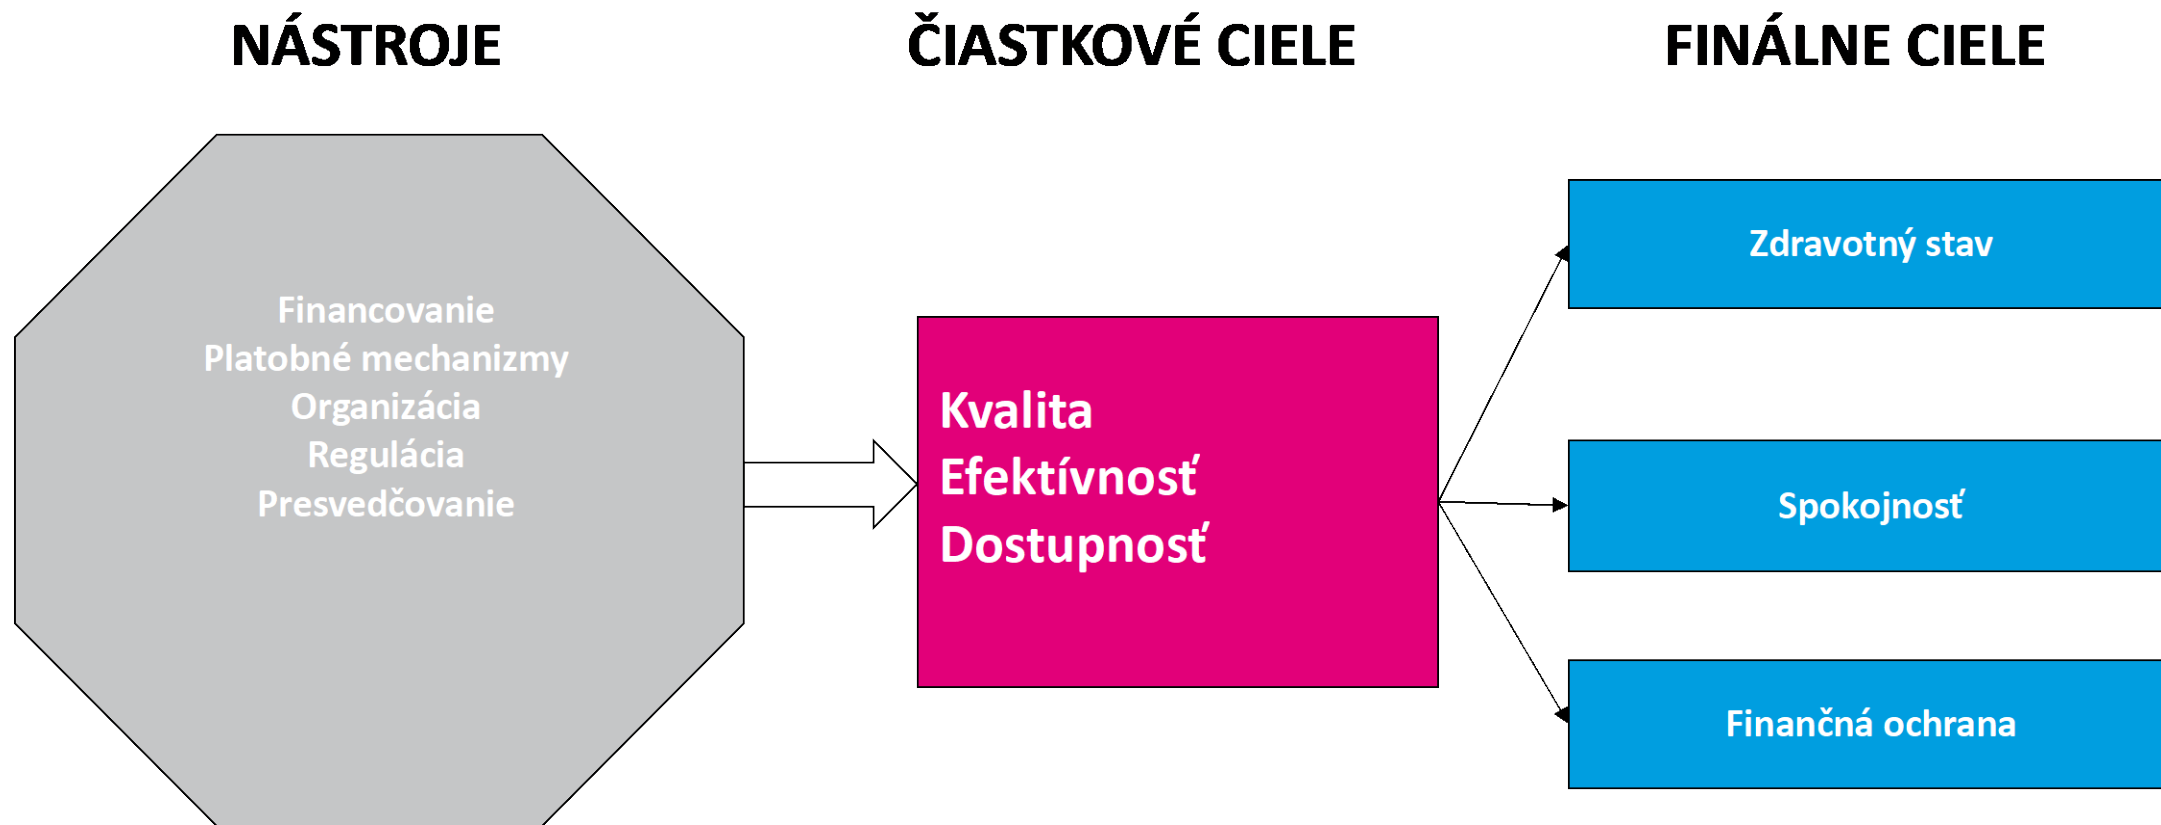 NÁSTROJE
ČIASTKOVÉ CIELE
FINÁLNE CIELE
Financovanie
Platobné mechanizmy
Organizácia
Regulácia
Presvedčovanie
Kvalita
Efektívnosť
Dostupnosť
Zdravotný stav
Spokojnosť
Finančná ochrana